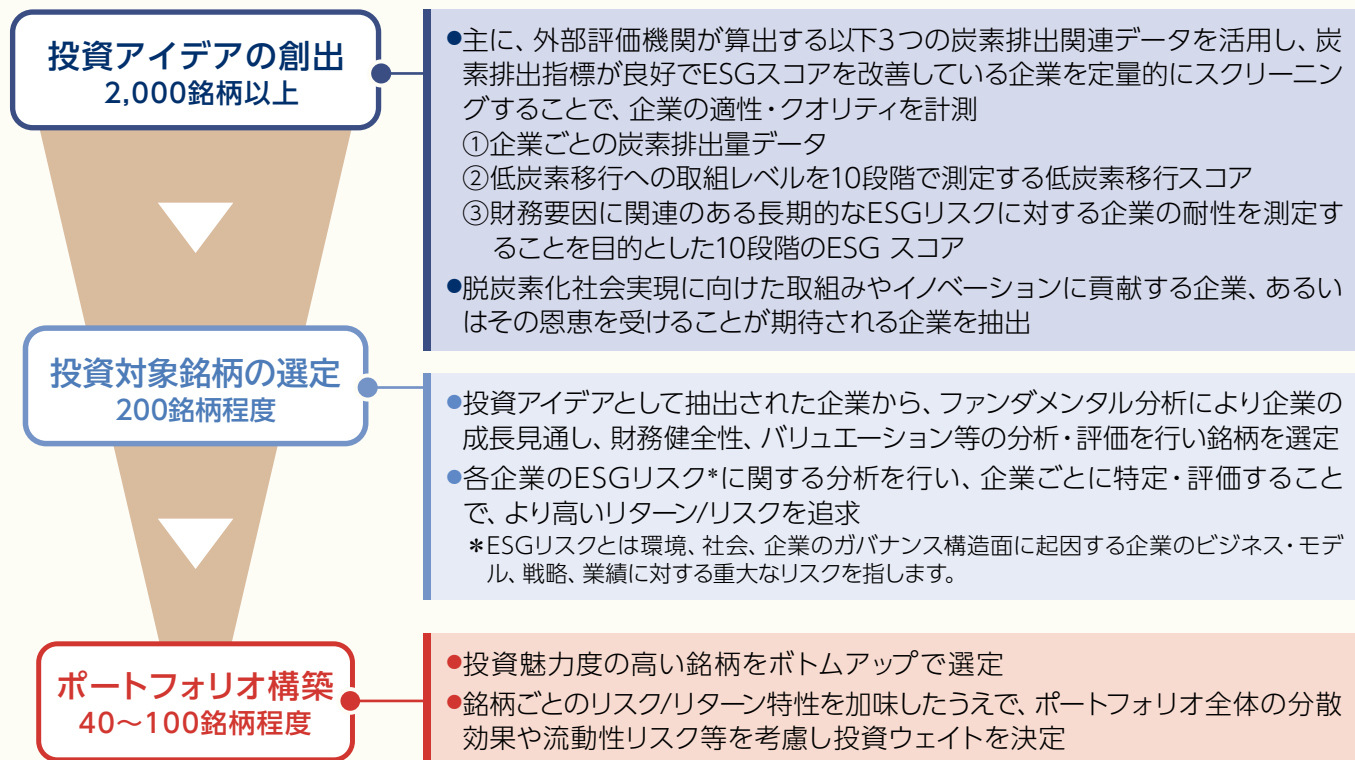 投資アイデアの創出
2,000銘柄以上
●主に、外部評価機関が算出する以下3つの炭素排出関連データを活用し、炭
素排出指標が良好でESGスコアを改善している企業を定量的にスクリーニン
グすることで、企業の適性・クオリティを計測
①企業ごとの炭素排出量データ
②低炭素移行への取組レベルを10段階で測定する低炭素移行スコア
③財務要因に関連のある長期的なESGリスクに対する企業の耐性を測定す
ることを目的とした10段階のESG スコア
●脱炭素化社会実現に向けた取組みやイノベーションに貢献する企業、あるい
はその恩恵を受けることが期待される企業を抽出
投資対象銘柄の選定
200銘柄程度
●投資アイデアとして抽出された企業から、ファンダメンタル分析により企業の
成長見通し、財務健全性、バリュエーション等の分析・評価を行い銘柄を選定
●各企業のESGリスク*に関する分析を行い、企業ごとに特定・評価すること
で、より高いリターン/リスクを追求
＊ESGリスクとは環境、社会、企業のガバナンス構造面に起因する企業のビジネス・モデ
ル、戦略、業績に対する重大なリスクを指します。
ポートフォリオ構築
40〜100銘柄程度
●投資魅力度の高い銘柄をボトムアップで選定
●銘柄ごとのリスク/リターン特性を加味したうえで、ポートフォリオ全体の分散
効果や流動性リスク等を考慮し投資ウェイトを決定